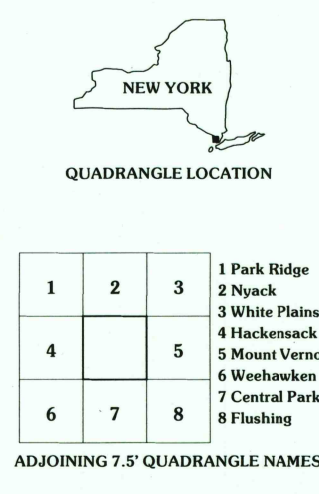 NEW YORK
QUADRANGLE LOCATION
1 2 3
4 5
6 7 8
1 Park Ridge
2 Nyack
3 White Plains
4 Hackensack
5 Mount Verno
6 Weehawken
7 Central Park
8 Flushing
ADJOINING 7.5' QUADRANGLE NAMES